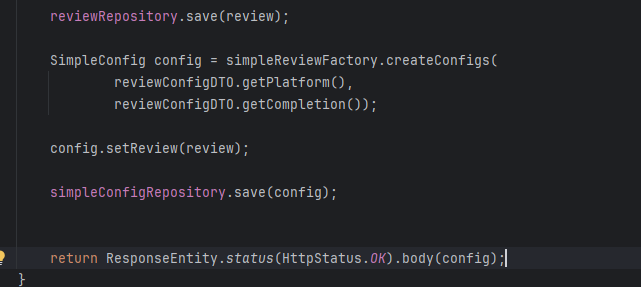 reviewRepository.save(review);
SimpleConfig config = simpleReviewFactory.createConfigs(
reviewConfigDTO.getPlatform(),
reviewConfigDTO.getCompletion());
config.setReview(review);
simpleConfigRepository.save(config);
return ResponseEntity.status(HttpStatus.OK).body(config);
}